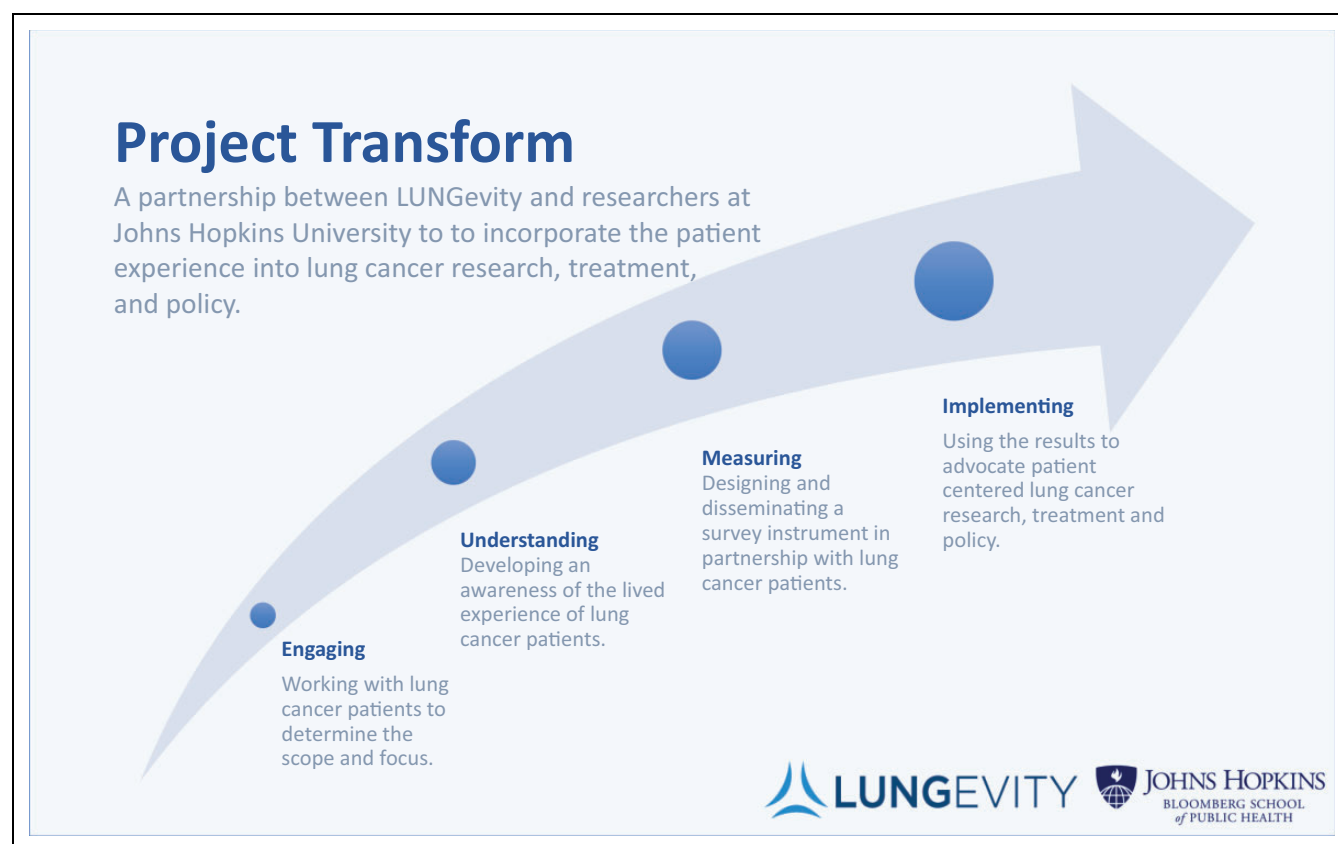 Project Transform
A partnership between LUNGevity and researchers at
Johns Hopkins University to to incorporate the patient
experience into lung cancer research, treatment,
and policy.
Engaging
Working with lung
cancer patients to
determine the
scope and focus.
Understanding
Developing an
awareness of the lived
experience of lung
cancer patients.
Measuring
Designing and
disseminating a
survey instrument in
partnership with lung
cancer patients.
Implementing
Using the results to
advocate patient
centered lung cancer
research, treatment and
policy.
LUNGEVITY
JOHNS HOPKINS
BLOOMBERG SCHOOL
of PUBLIC HEALTH